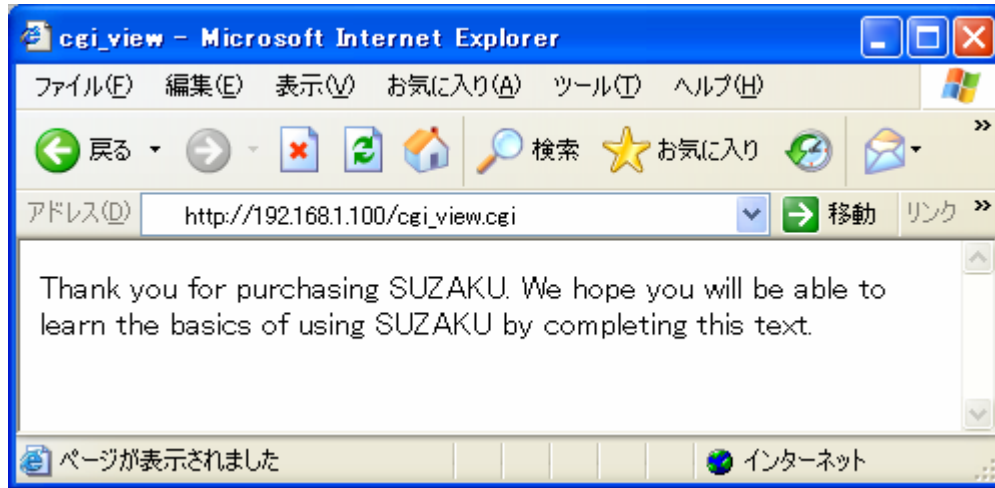 cgi_view - Microsoft Internet Explorer
ファイル(F) 編集(E) 表示(V) お気に入り(A) ツール(T) ヘルプ(H)
戻る 検索 お気に入り »
アドレス(D) http://192.168.1.100/cgi_view.cgi 移動 リンク »
Thank you for purchasing SUZAKU. We hope you will be able to
learn the basics of using SUZAKU by completing this text.
ページが表示されました インターネット